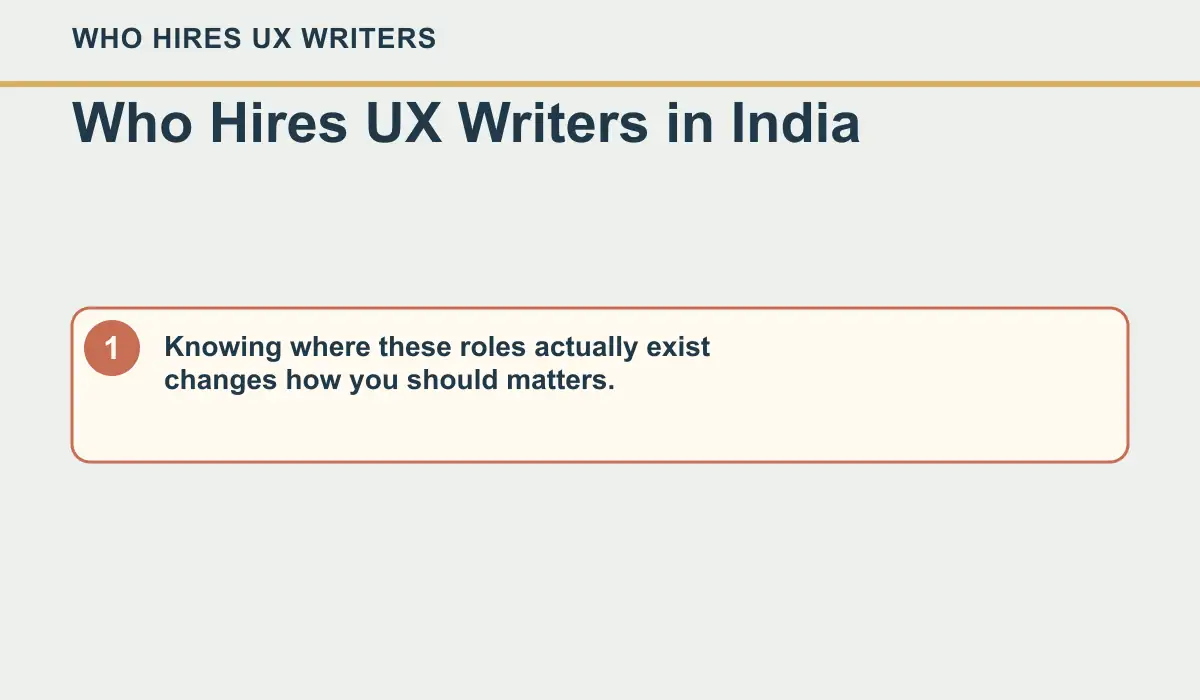 WHO HIRES UX WRITERS
Who Hires UX Writers in India
1
Knowing where these roles actually exist
changes how you should matters.